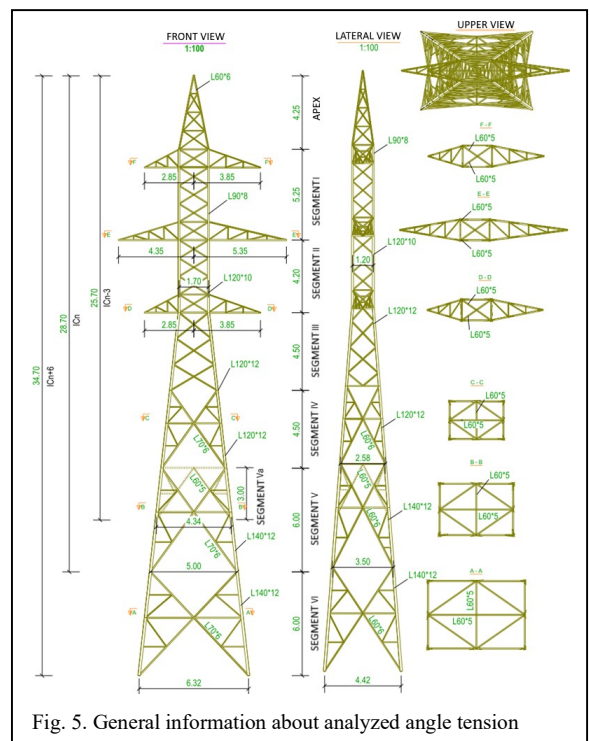 FRONT VIEW
1:100
L60*6
4.25
APEX
F
F
2.85
3.85
L90*8
5.25
SEGMENT I
E
E
4.35
5.35
4.20
SEGMENT II
1.70
L120*10
D
D
2.85
3.85
4.50
SEGMENT III
L120*12
C
C
L70*6
4.50
SEGMENT IV
L120*12
L60*5
3.00
SEGMENT Va
B
B
4.34
L70*6
L140*12
6.00
SEGMENT V
5.00
L140*12
A
A
L70*6
6.00
SEGMENT VI
6.32
34.70
ICn+6
28.70
ICn
25.70
ICn-3
LATERAL VIEW
1:100
L90*8
L120*10
1.20
L120*12
L120*12
L60*6
2.58
L60*5
L140*12
L60*6
3.50
L140*12
L60*6
4.42
UPPER VIEW
F-F
L60*5
L60*5
E-E
L60*5
L60*5
D-D
L60*5
L60*5
C-C
L60*5
L60*5
B-B
L60*5
L60*5
A-A
L60*5
L60*5
Fig. 5. General information about analyzed angle tension